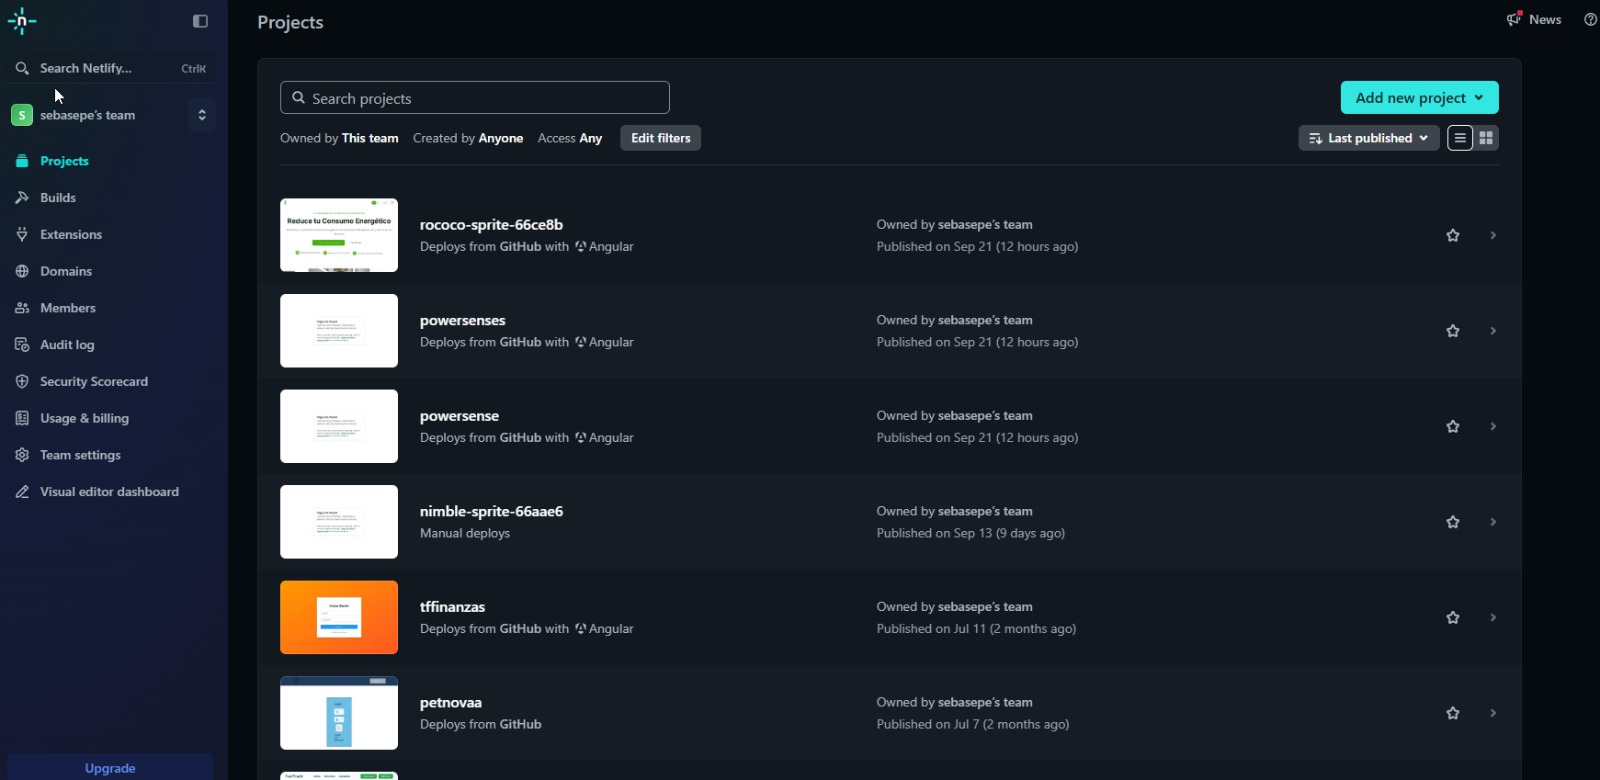 n
Projects
News
Search Netlify...
CtrlK
S
sebasepe's team
Search projects
Add new project
Owned by This team Created by Anyone Access Any
Edit filters
Last published
Projects
Builds
Extensions
Domains
Members
Audit log
Security Scorecard
Usage & billing
Team settings
Visual editor dashboard
Upgrade
Reduce tu Consumo Energético
rococo-sprite-66ce8b
Deploys from GitHub with Angular
Owned by sebasepe's team
Published on Sep 21 (12 hours ago)
powersenses
Deploys from GitHub with Angular
Owned by sebasepe's team
Published on Sep 21 (12 hours ago)
powersense
Deploys from GitHub with Angular
Owned by sebasepe's team
Published on Sep 21 (12 hours ago)
nimble-sprite-66aae6
Manual deploys
Owned by sebasepe's team
Published on Sep 13 (9 days ago)
tffinanzas
Deploys from GitHub with Angular
Owned by sebasepe's team
Published on Jul 11 (2 months ago)
petnovaa
Deploys from GitHub
Owned by sebasepe's team
Published on Jul 7 (2 months ago)